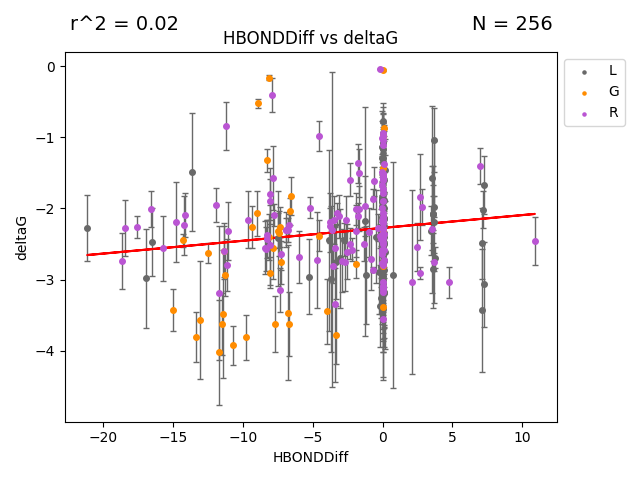 r^2 = 0.02
N = 256
HBONDDiff vs deltaG
L
G
R
0
−1
−2
−3
−4
deltaG
−20 −15 −10 −5 0 5 10
HBONDDiff